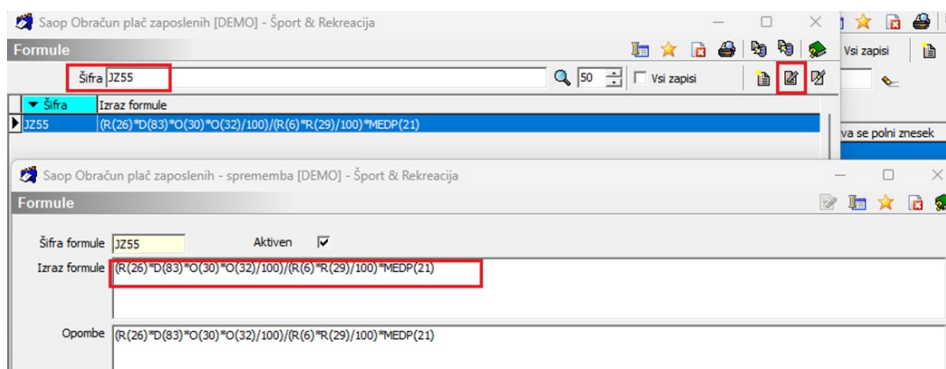 Saop Obračun plač zaposlenih [DEMO] - Šport & Rekreacija
Formule
Vsi zapisi
Šifra JZ55 50 Vsi zapisi
Šifra Izraz formule
JZ55 (R(26)*D(83)*O(30)*O(32)/100)/(R(6)*R(29)/100)*MEDP(21)
va se polni znesek
Saop Obračun plač zaposlenih - sprememba [DEMO] - Šport & Rekreacija
Formule
Šifra formule JZ55 Aktiven
Izraz formule (R(26)*D(83)*O(30)*O(32)/100)/(R(6)*R(29)/100)*MEDP(21)
Opombe (R(26)*D(83)*O(30)*O(32)/100)/(R(6)*R(29)/100)*MEDP(21)